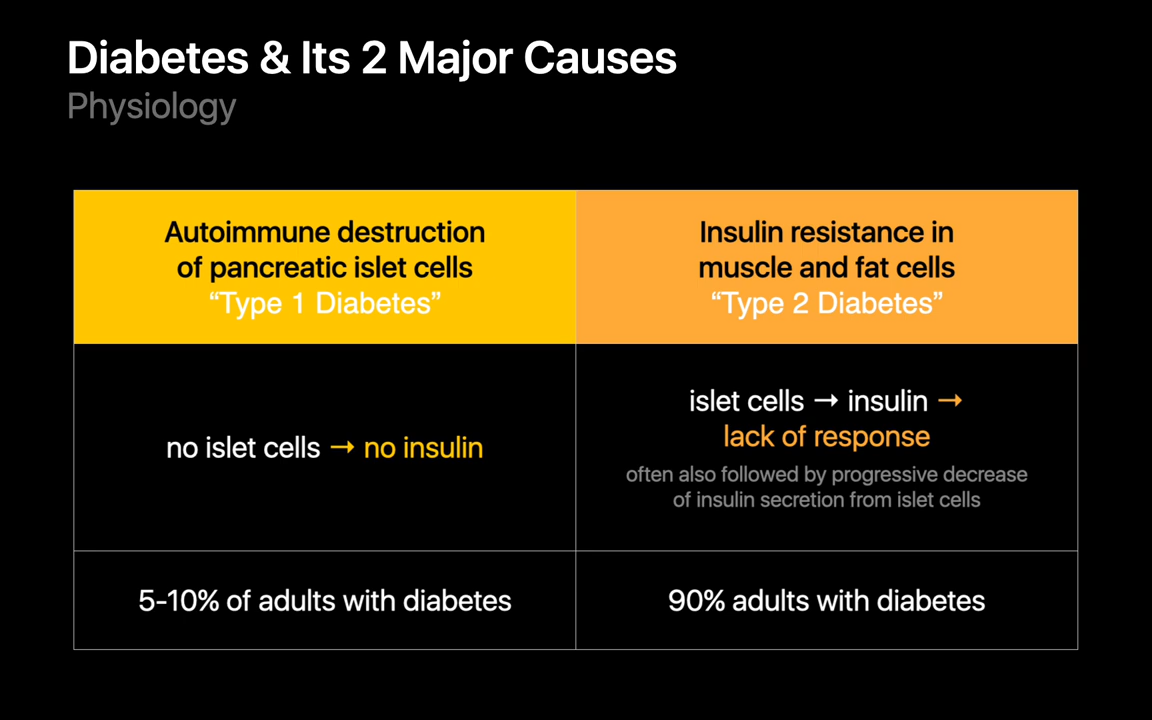 Diabetes & Its 2 Major Causes
Physiology
Autoimmune destruction
of pancreatic islet cells
“Type 1 Diabetes”
Insulin resistance in
muscle and fat cells
“Type 2 Diabetes”
no islet cells → no insulin
islet cells → insulin →
lack of response
often also followed by progressive decrease
of insulin secretion from islet cells
5-10% of adults with diabetes
90% adults with diabetes